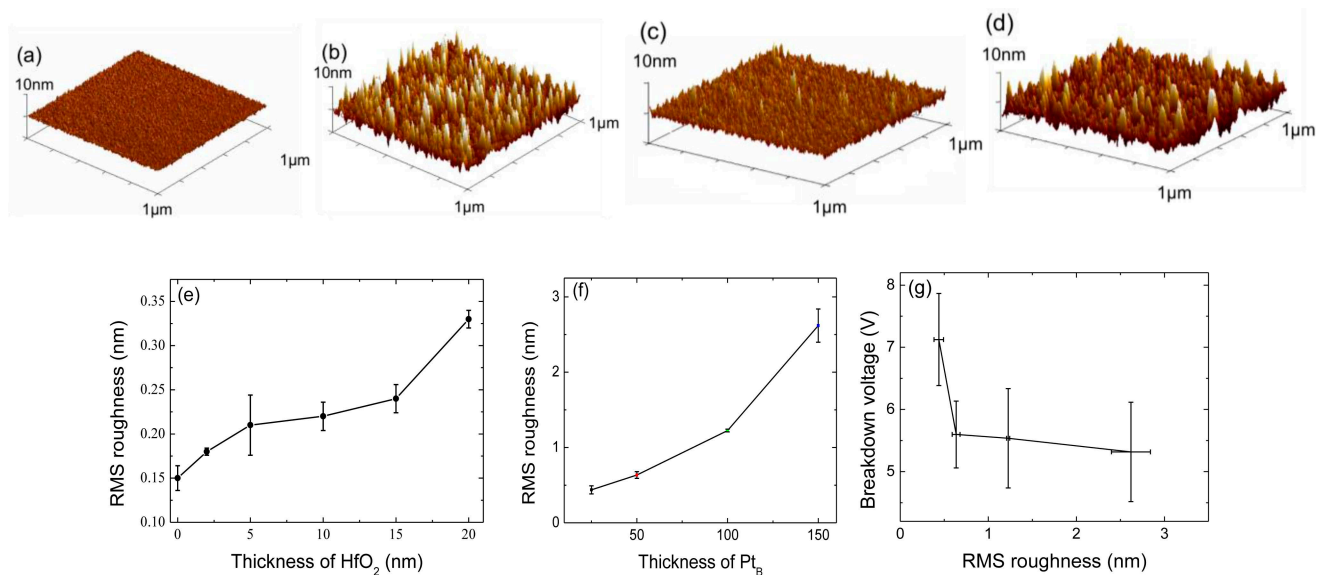 (a)
10nm
1µm
1µm
(b)
10nm
1µm
1µm
(c)
10nm
1µm
1µm
(d)
10nm
1µm
1µm
(e)
RMS roughness (nm)
0.35
0.30
0.25
0.20
0.15
0.10
0 5 10 15 20
Thickness of HfO₂ (nm)
(f)
RMS roughness (nm)
3
2
1
0
50 100 150
Thickness of Pt_B
(g)
Breakdown voltage (V)
8
7
6
5
0 1 2 3
RMS roughness (nm)